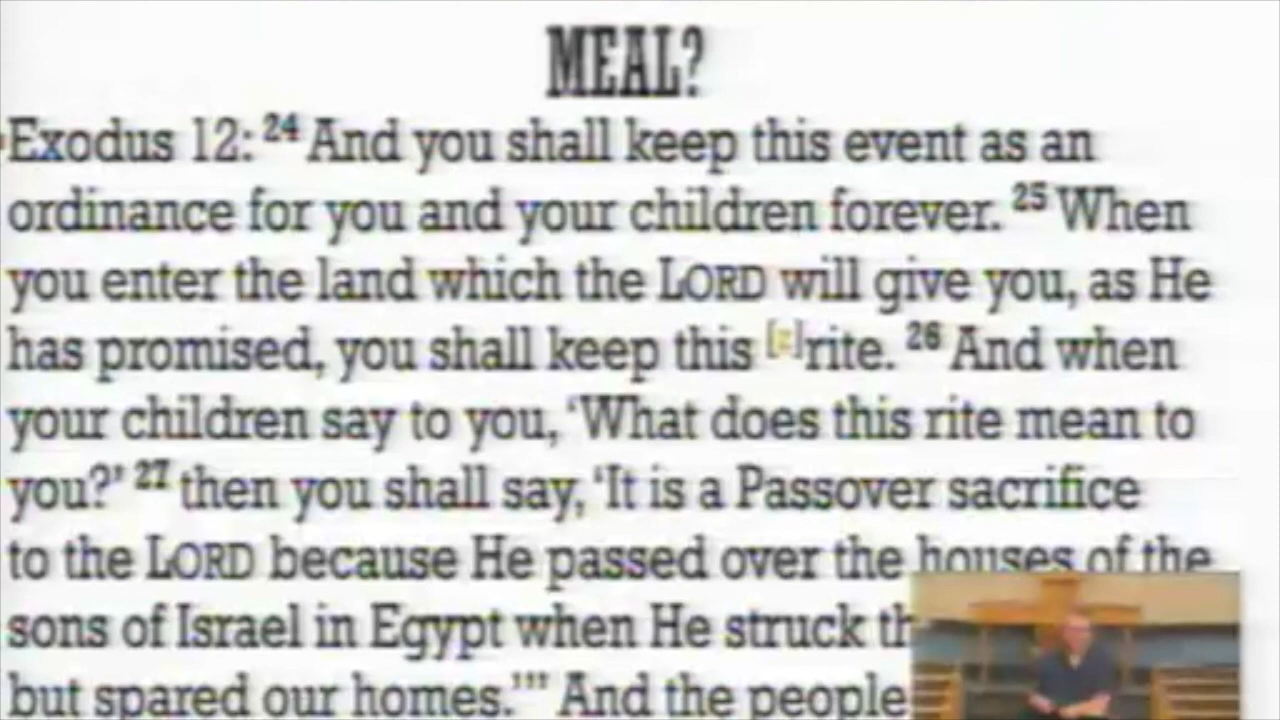 MEAL?
Exodus 12: 24 And you shall keep this event as an
ordinance for you and your children forever. 25 When
you enter the land which the LORD will give you, as He
has promised, you shall keep this [ ]rite. 26 And when
your children say to you, ‘What does this rite mean to
you?’ 27 then you shall say, ‘It is a Passover sacrifice
to the LORD because He passed over the houses of the
sons of Israel in Egypt when He struck
but spared our homes.’” And the people